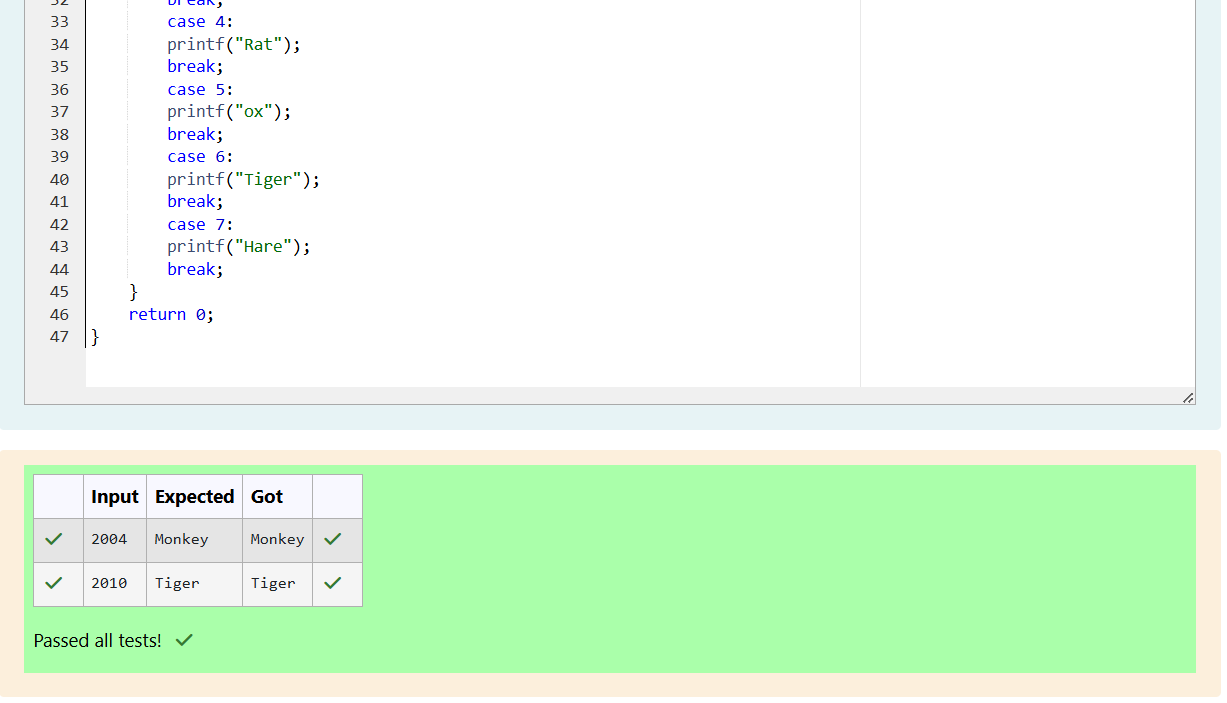 32 break;
33 case 4:
34 printf("Rat");
35 break;
36 case 5:
37 printf("ox");
38 break;
39 case 6:
40 printf("Tiger");
41 break;
42 case 7:
43 printf("Hare");
44 break;
45 }
46 return 0;
47 }
Input Expected Got
2004 Monkey Monkey
2010 Tiger Tiger
Passed all tests!